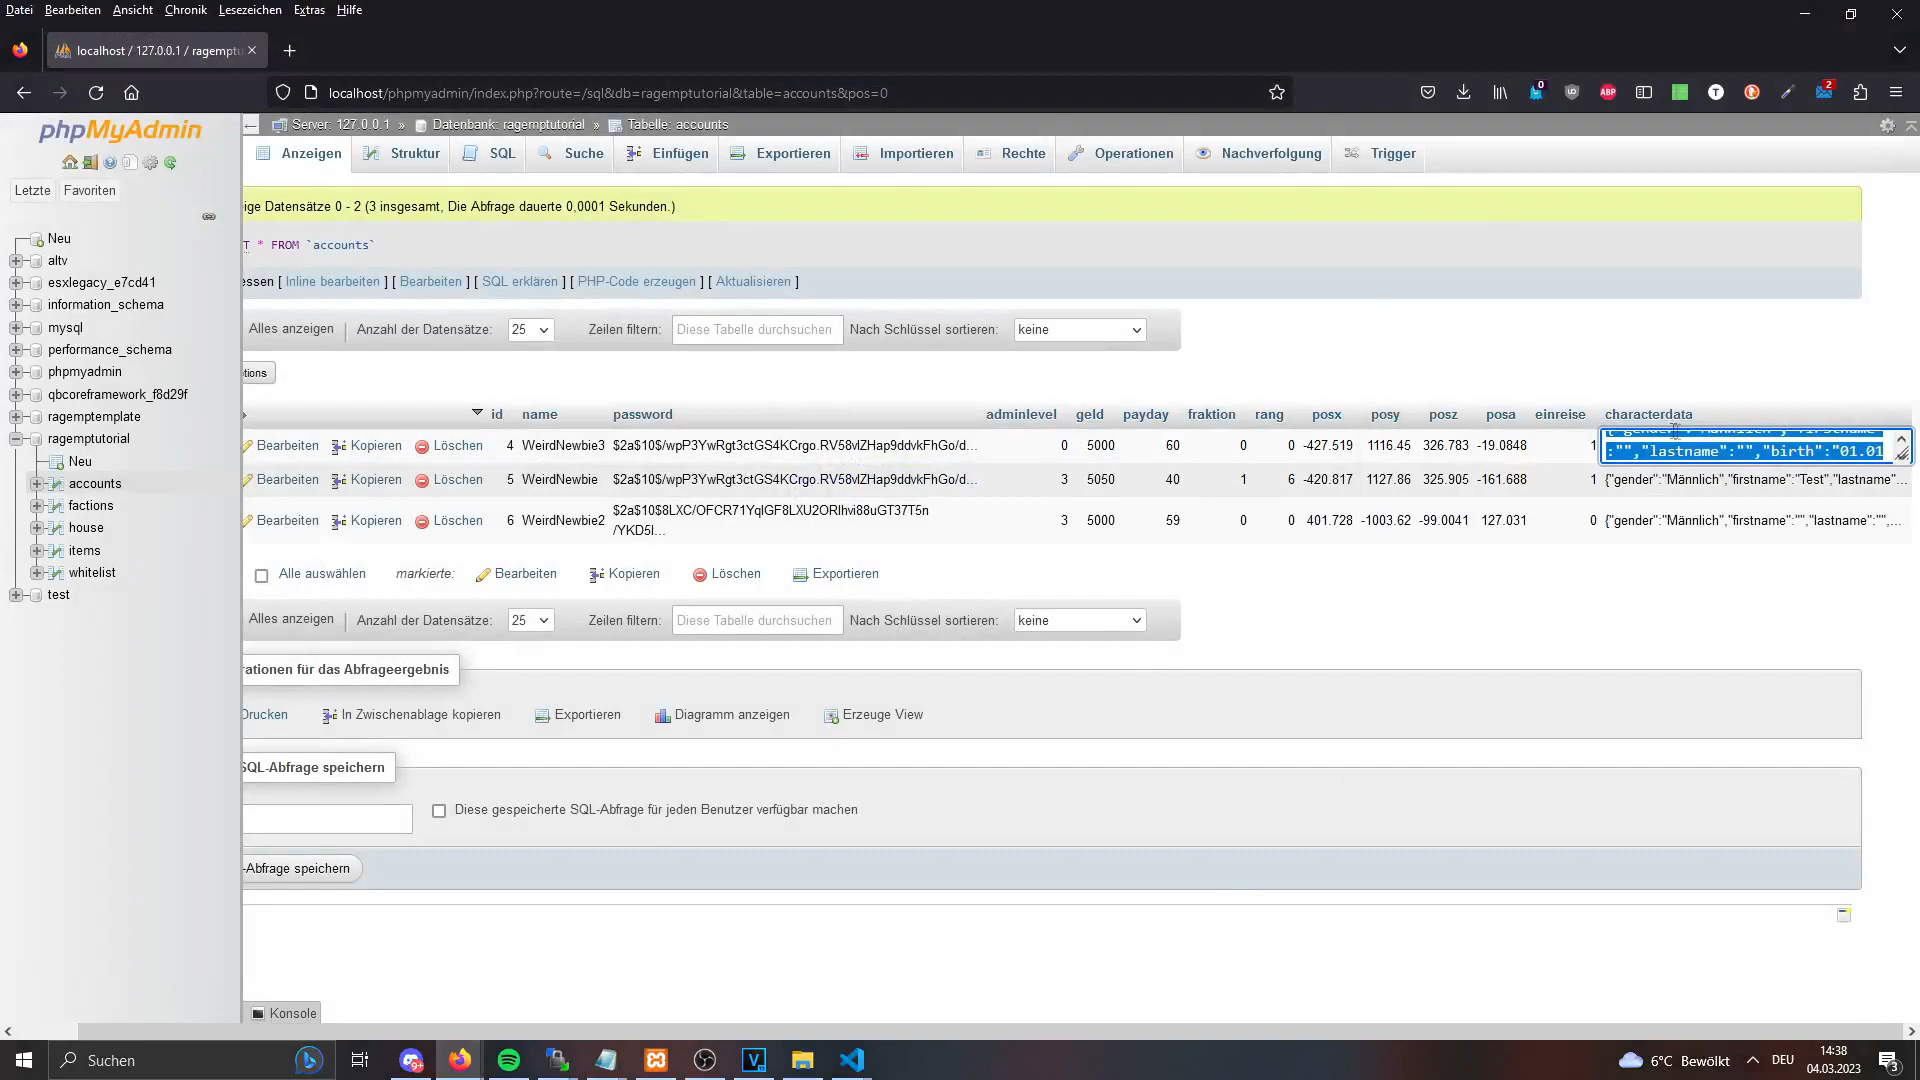 Datei Bearbeiten Ansicht Chronik Lesezeichen Extras Hilfe
localhost / 127.0.0.1 / ragemptu
localhost/phpmyadmin/index.php?route=/sql&db=ragemptutorial&table=accounts&pos=0
0 ABP T 2
phpMyAdmin
Letzte Favoriten
Neu
altv
esxlegacy_e7cd41
information_schema
mysql
performance_schema
phpmyadmin
qbcoreframework_f8d29f
ragemptemplate
ragemptutorial
Neu
accounts
factions
house
items
whitelist
test
Server: 127.0.0.1 » Datenbank: ragemptutorial » Tabelle: accounts
Anzeigen Struktur SQL Suche Einfügen Exportieren Importieren Rechte Operationen Nachverfolgung Trigger
ige Datensätze 0 - 2 (3 insgesamt, Die Abfrage dauerte 0,0001 Sekunden.)
T * FROM `accounts`
essen [ Inline bearbeiten ] [ Bearbeiten ] [ SQL erklären ] [ PHP-Code erzeugen ] [ Aktualisieren ]
Alles anzeigen Anzahl der Datensätze: 25 Zeilen filtern: Diese Tabelle durchsuchen Nach Schlüssel sortieren: keine
tions
id name password adminlevel geld payday fraktion rang posx posy posz posa einreise characterdata
Bearbeiten Kopieren Löschen 4 WeirdNewbie3 $2a$10$/wpP3YwRgt3ctGS4KCrgo.RV58vlZHap9ddvkFhGo/d... 0 5000 60 0 0 -427.519 1116.45 326.783 -19.0848 1
:"","lastname":"","birth":"01.01
Bearbeiten Kopieren Löschen 5 WeirdNewbie $2a$10$/wpP3YwRgt3ctGS4KCrgo.RV58vlZHap9ddvkFhGo/d... 3 5050 40 1 6 -420.817 1127.86 325.905 -161.688 1 {"gender":"Männlich","firstname":"Test","lastname"...
Bearbeiten Kopieren Löschen 6 WeirdNewbie2 $2a$10$8LXC/OFCR71YqIGF8LXU2ORIhvi88uGT37T5n 3 5000 59 0 0 401.728 -1003.62 -99.0041 127.031 0 {"gender":"Männlich","firstname":"","lastname":"",...
/YKD5l...
Alle auswählen markierte: Bearbeiten Kopieren Löschen Exportieren
Alles anzeigen Anzahl der Datensätze: 25 Zeilen filtern: Diese Tabelle durchsuchen Nach Schlüssel sortieren: keine
rationen für das Abfrageergebnis
Drucken In Zwischenablage kopieren Exportieren Diagramm anzeigen Erzeuge View
SQL-Abfrage speichern
Diese gespeicherte SQL-Abfrage für jeden Benutzer verfügbar machen
-Abfrage speichern
Konsole
Suchen
6°C Bewölkt DEU 14:38
04.03.2023
3